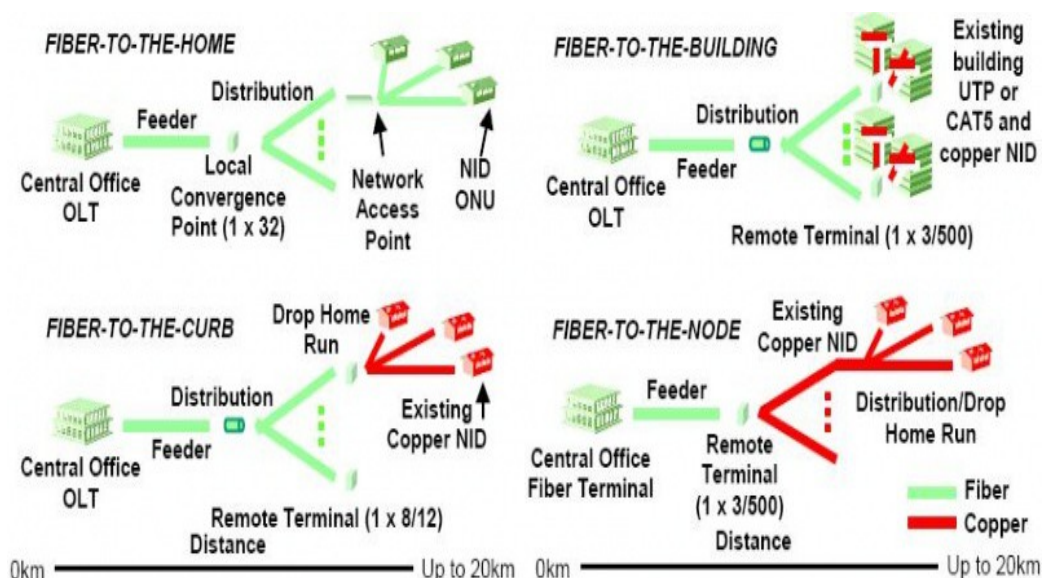 FIBER-TO-THE-HOME
Distribution
Feeder
Central Office
OLT
Local
Convergence
Point (1 x 32)
Network
Access
Point
NID
ONU
FIBER-TO-THE-BUILDING
Existing
building
UTP or
CAT5 and
copper NID
Distribution
Feeder
Central Office
OLT
Remote Terminal (1 x 3/500)
FIBER-TO-THE-CURB
Drop Home
Run
Distribution
Feeder
Existing
Copper NID
Central Office
OLT
Remote Terminal (1 x 8/12)
Distance
0km
Up to 20km
FIBER-TO-THE-NODE
Existing
Copper NID
Feeder
Distribution/Drop
Home Run
Central Office
Fiber Terminal
Remote
Terminal
(1 x 3/500)
Fiber
Copper
Distance
0km
Up to 20km